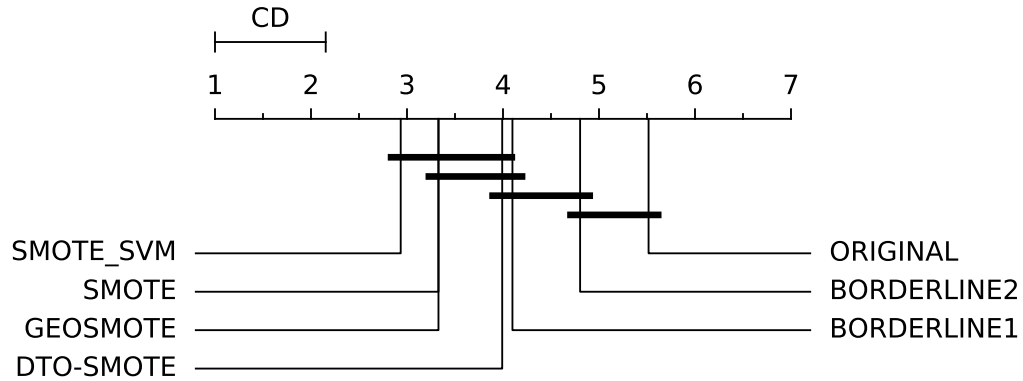 CD
1 2 3 4 5 6 7
SMOTE_SVM
SMOTE
GEOSMOTE
DTO-SMOTE
ORIGINAL
BORDERLINE2
BORDERLINE1